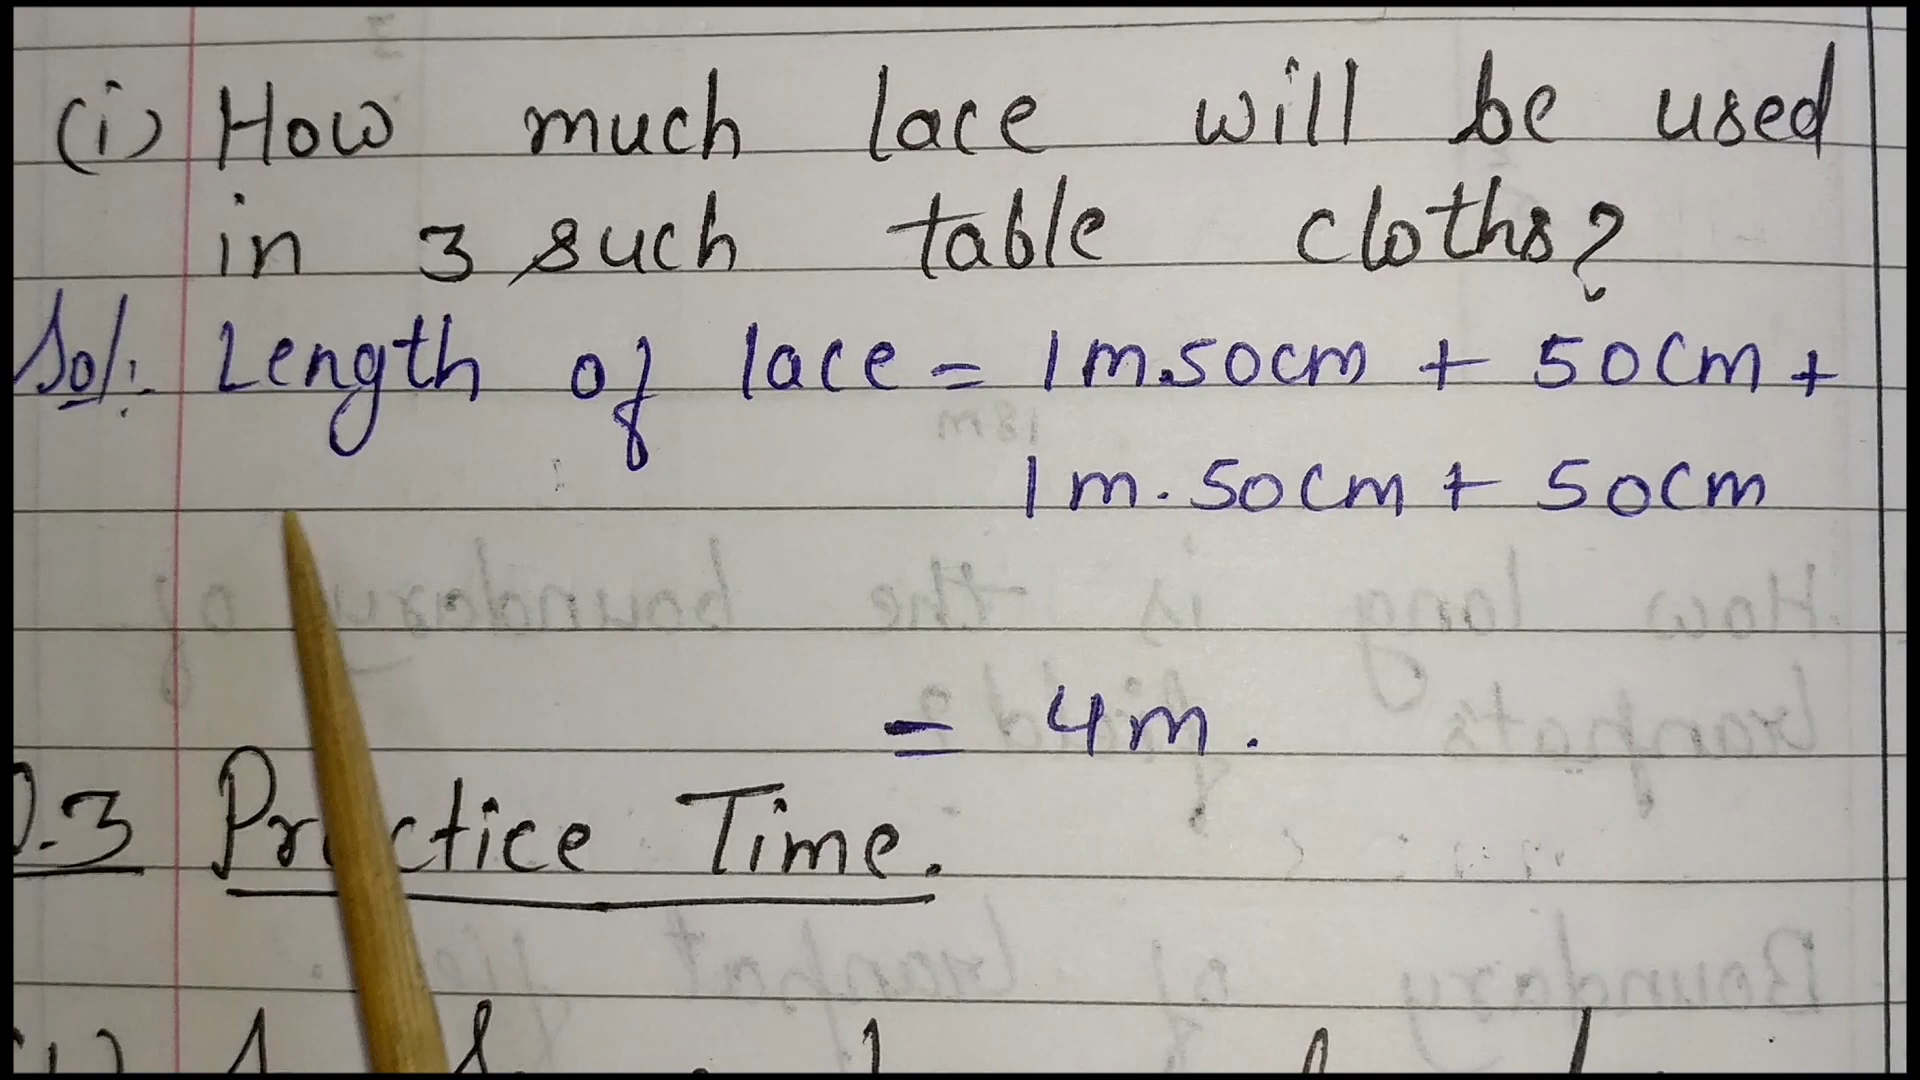 (i) How much lace will be used
in 3 such table cloths?
Sol:. Length of lace = 1m.50cm + 50cm +
1m.50cm + 50cm
= 4m.
Q.3 Practice Time.